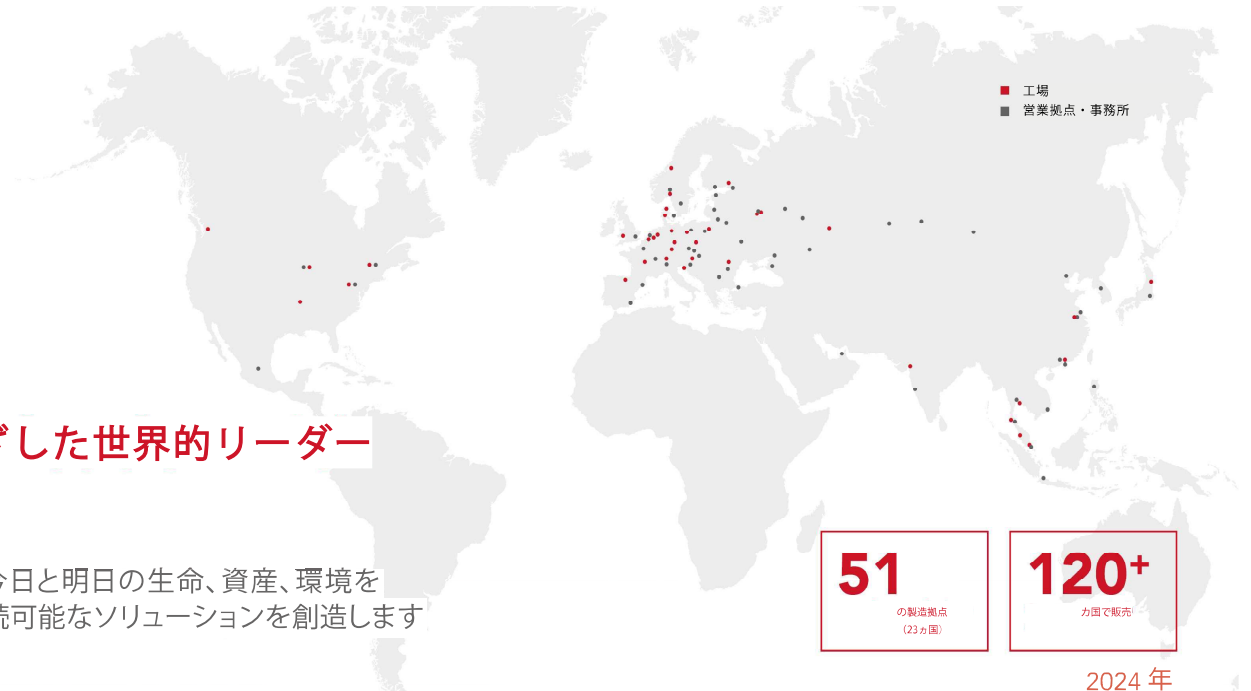 工場
営業拠点・事務所
した世界的リーダー
今日と明日の生命、資産、環境を
続可能なソリューションを創造します
51
の製造拠点
（23ヵ国）
120+
カ国で販売
2024 年